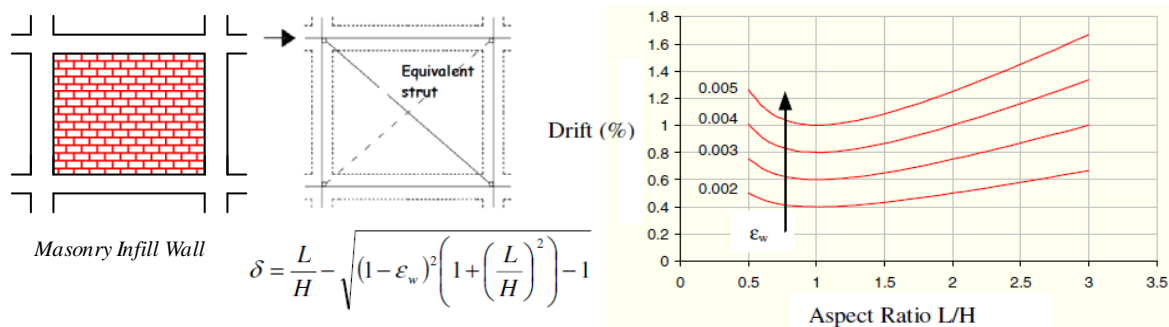 Equivalent
strut
Masonry Infill Wall
δ = L/H − √((1 − ε_w)²(1 + (L/H)²) − 1)
Drift (%)
1.8
1.6
1.4
1.2
1
0.8
0.6
0.4
0.2
0
0.005
0.004
0.003
0.002
ε_w
0 0.5 1 1.5 2 2.5 3 3.5
Aspect Ratio L/H